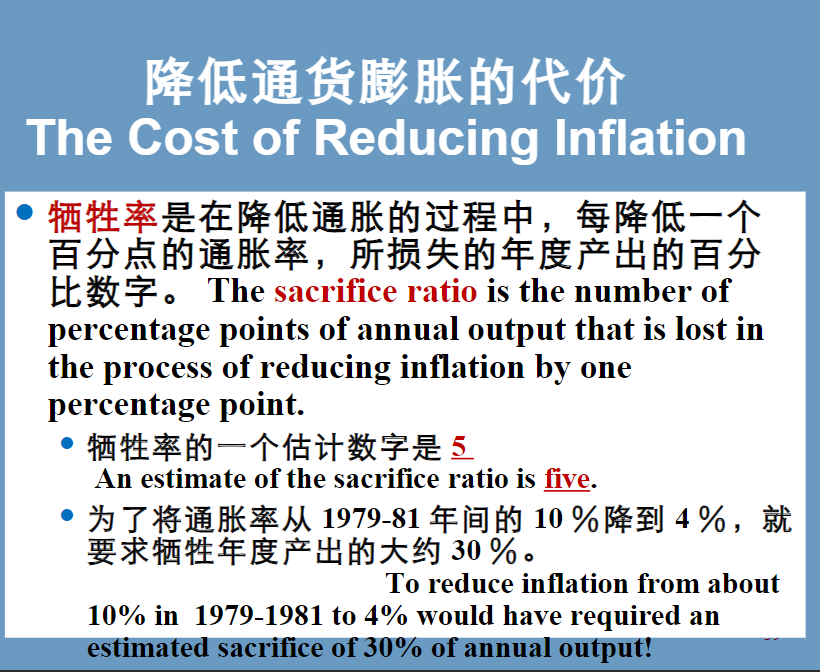 降低通货膨胀的代价
The Cost of Reducing Inflation
牺牲率是在降低通胀的过程中，每降低一个
百分点的通胀率，所损失的年度产出的百分
比数字。 The sacrifice ratio is the number of
percentage points of annual output that is lost in
the process of reducing inflation by one
percentage point.
牺牲率的一个估计数字是 5
An estimate of the sacrifice ratio is five.
为了将通胀率从 1979-81 年间的 10 %降到 4 %，就
要求牺牲年度产出的大约 30 %。
To reduce inflation from about
10% in 1979-1981 to 4% would have required an
estimated sacrifice of 30% of annual output!